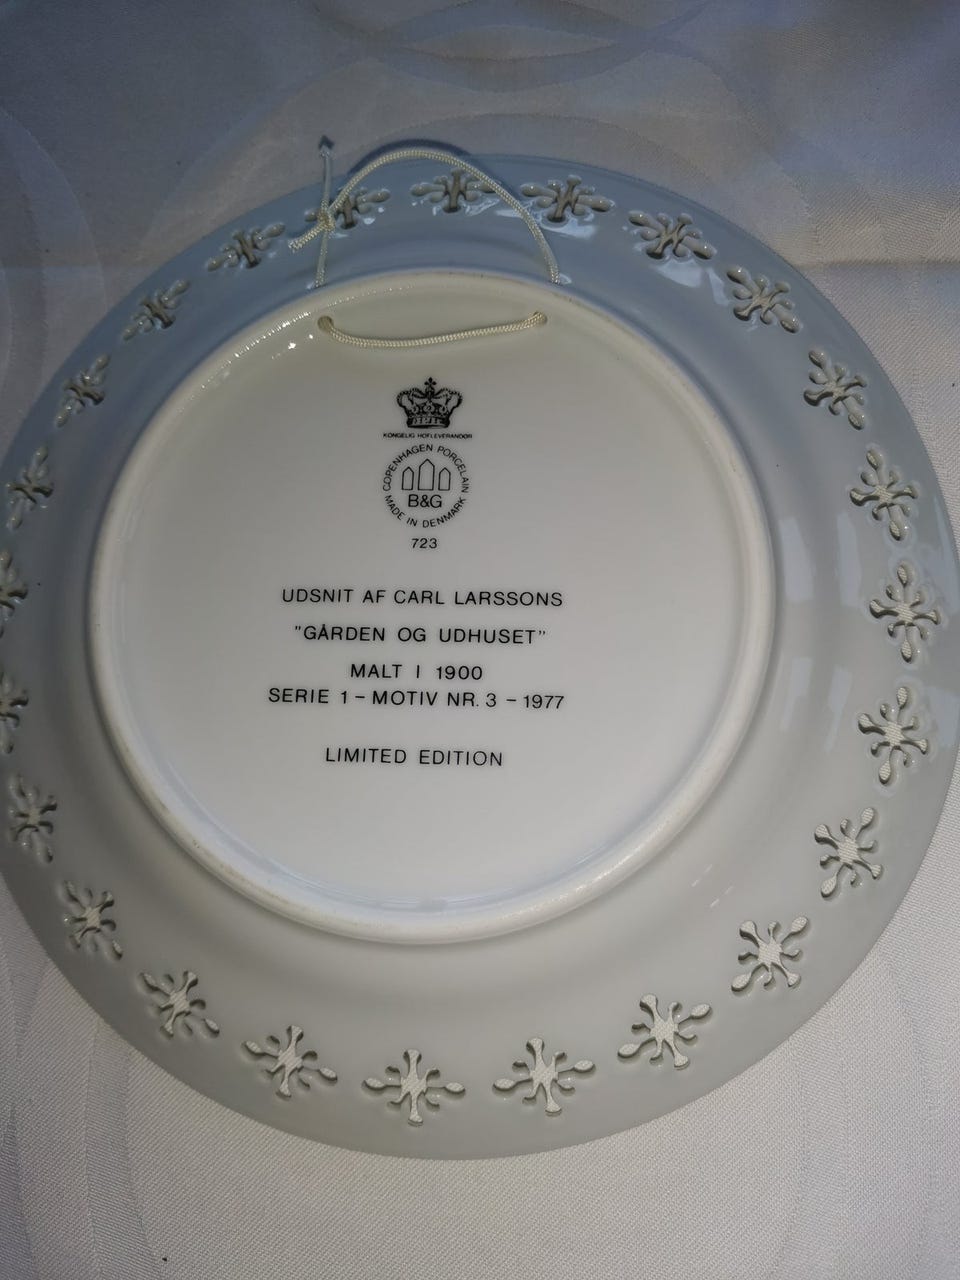 KONGELIG HOFLEVERANDØR
COPENHAGEN PORCELAIN
B&G
MADE IN DENMARK
723
UDSNIT AF CARL LARSSONS
"GÅRDEN OG UDHUSET"
MALT I 1900
SERIE 1 – MOTIV NR. 3 – 1977
LIMITED EDITION